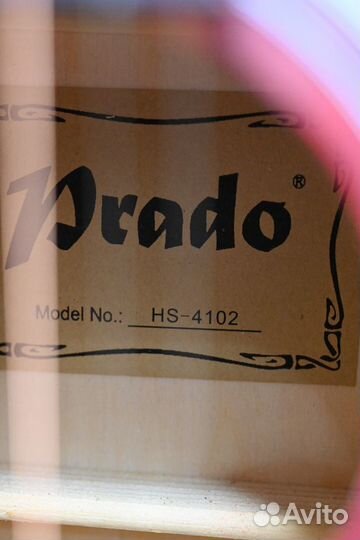 Prado ®
Model No.: HS-4102
Avito